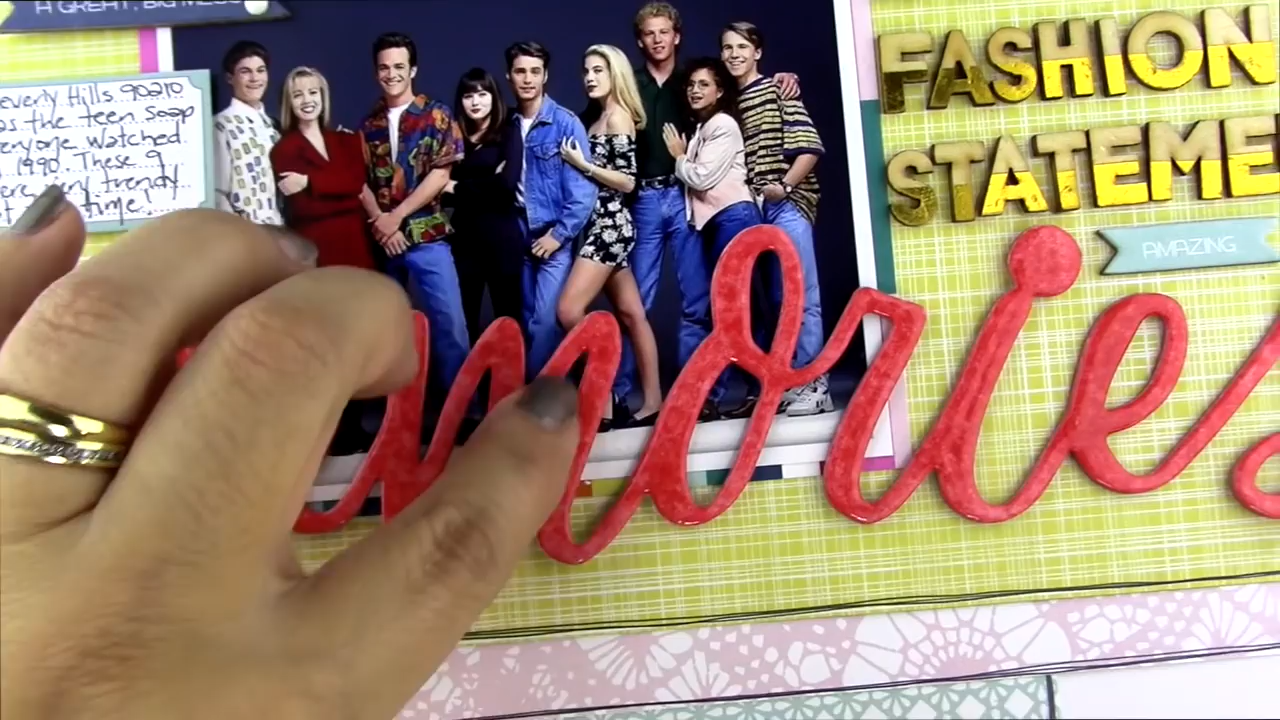 A GREAT, BIG MESS
everly Hills 90210
as the teen soap
eryone watched
1990. These 9
ere very trendy
time!
FASHION
STATEME
AMAZING
mories